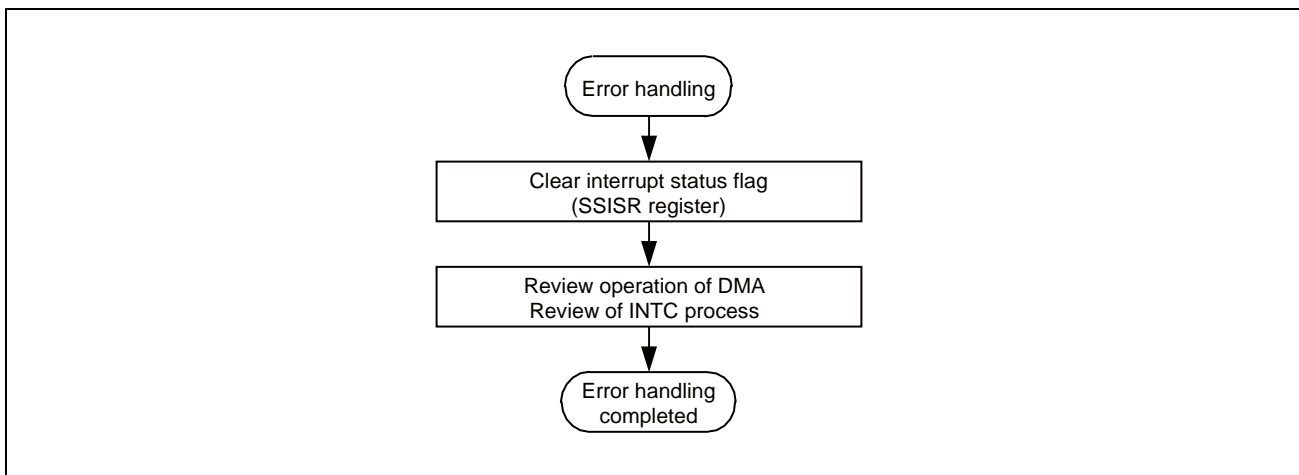 Error handling
Clear interrupt status flag
(SSISR register)
Review operation of DMA
Review of INTC process
Error handling
completed